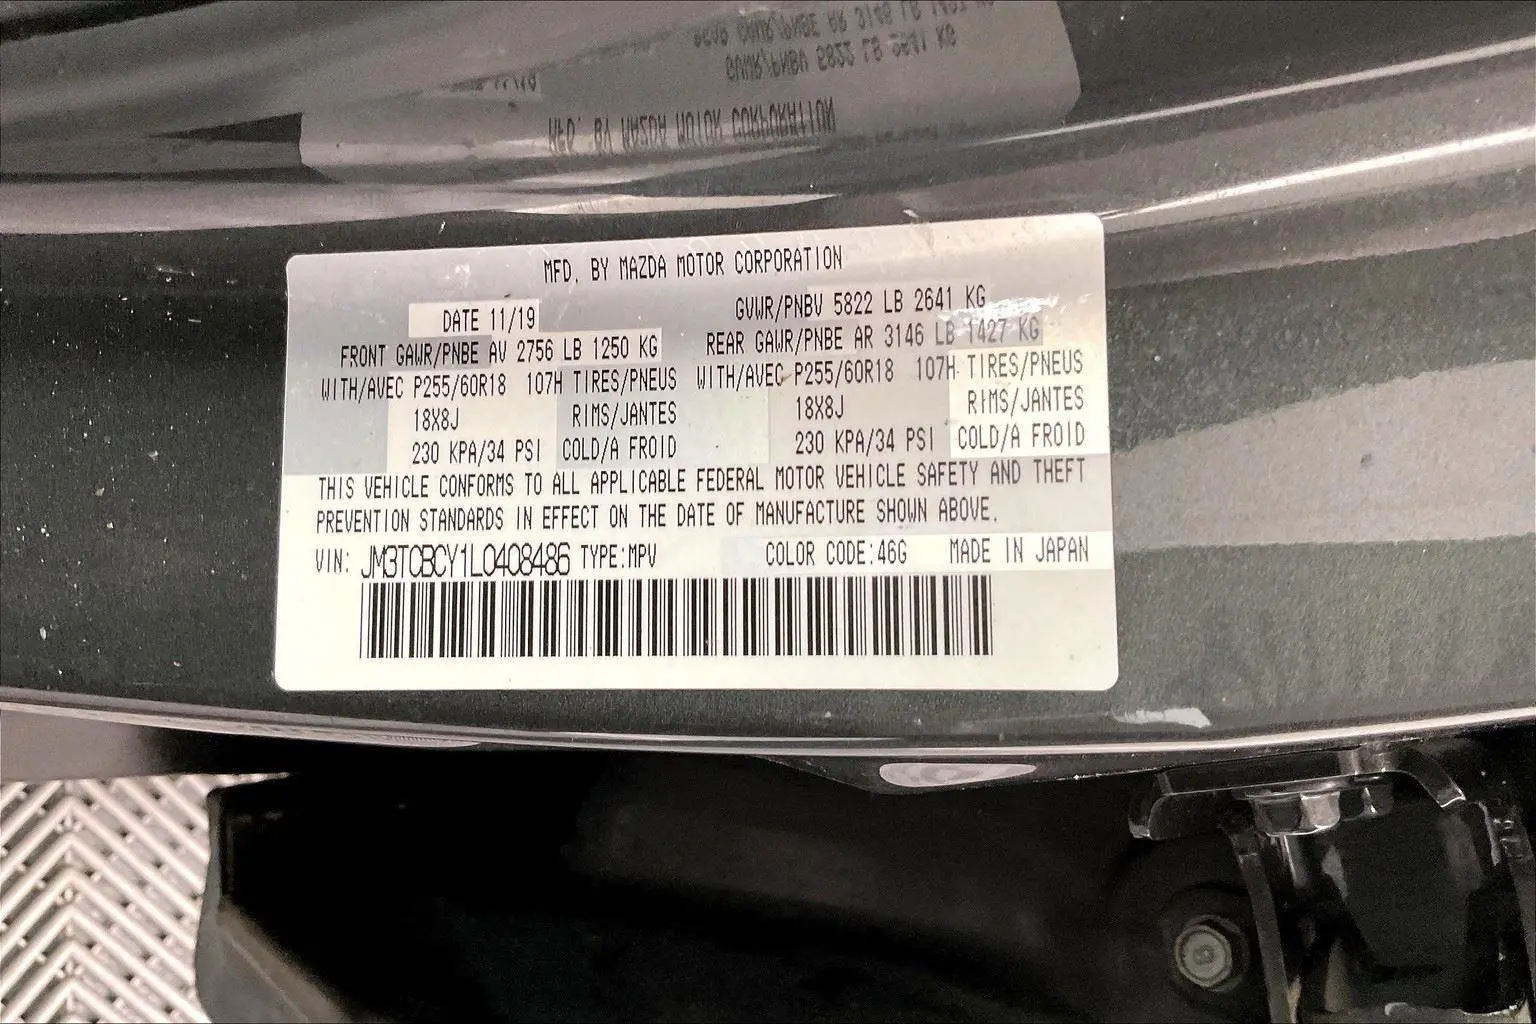 MFD. BY MAZDA MOTOR CORPORATION
DATE 11/19
GVWR/PNBV 5822 LB 2641 KG
FRONT GAWR/PNBE AV 2756 LB 1250 KG
REAR GAWR/PNBE AR 3146 LB 1427 KG
WITH/AVEC P255/60R18 107H TIRES/PNEUS
WITH/AVEC P255/60R18 107H TIRES/PNEUS
18X8J RIMS/JANTES
18X8J RIMS/JANTES
230 KPA/34 PSI COLD/A FROID
230 KPA/34 PSI COLD/A FROID
THIS VEHICLE CONFORMS TO ALL APPLICABLE FEDERAL MOTOR VEHICLE SAFETY AND THEFT
PREVENTION STANDARDS IN EFFECT ON THE DATE OF MANUFACTURE SHOWN ABOVE.
VIN: JM3TCBCY1L0408486 TYPE:MPV COLOR CODE:46G MADE IN JAPAN